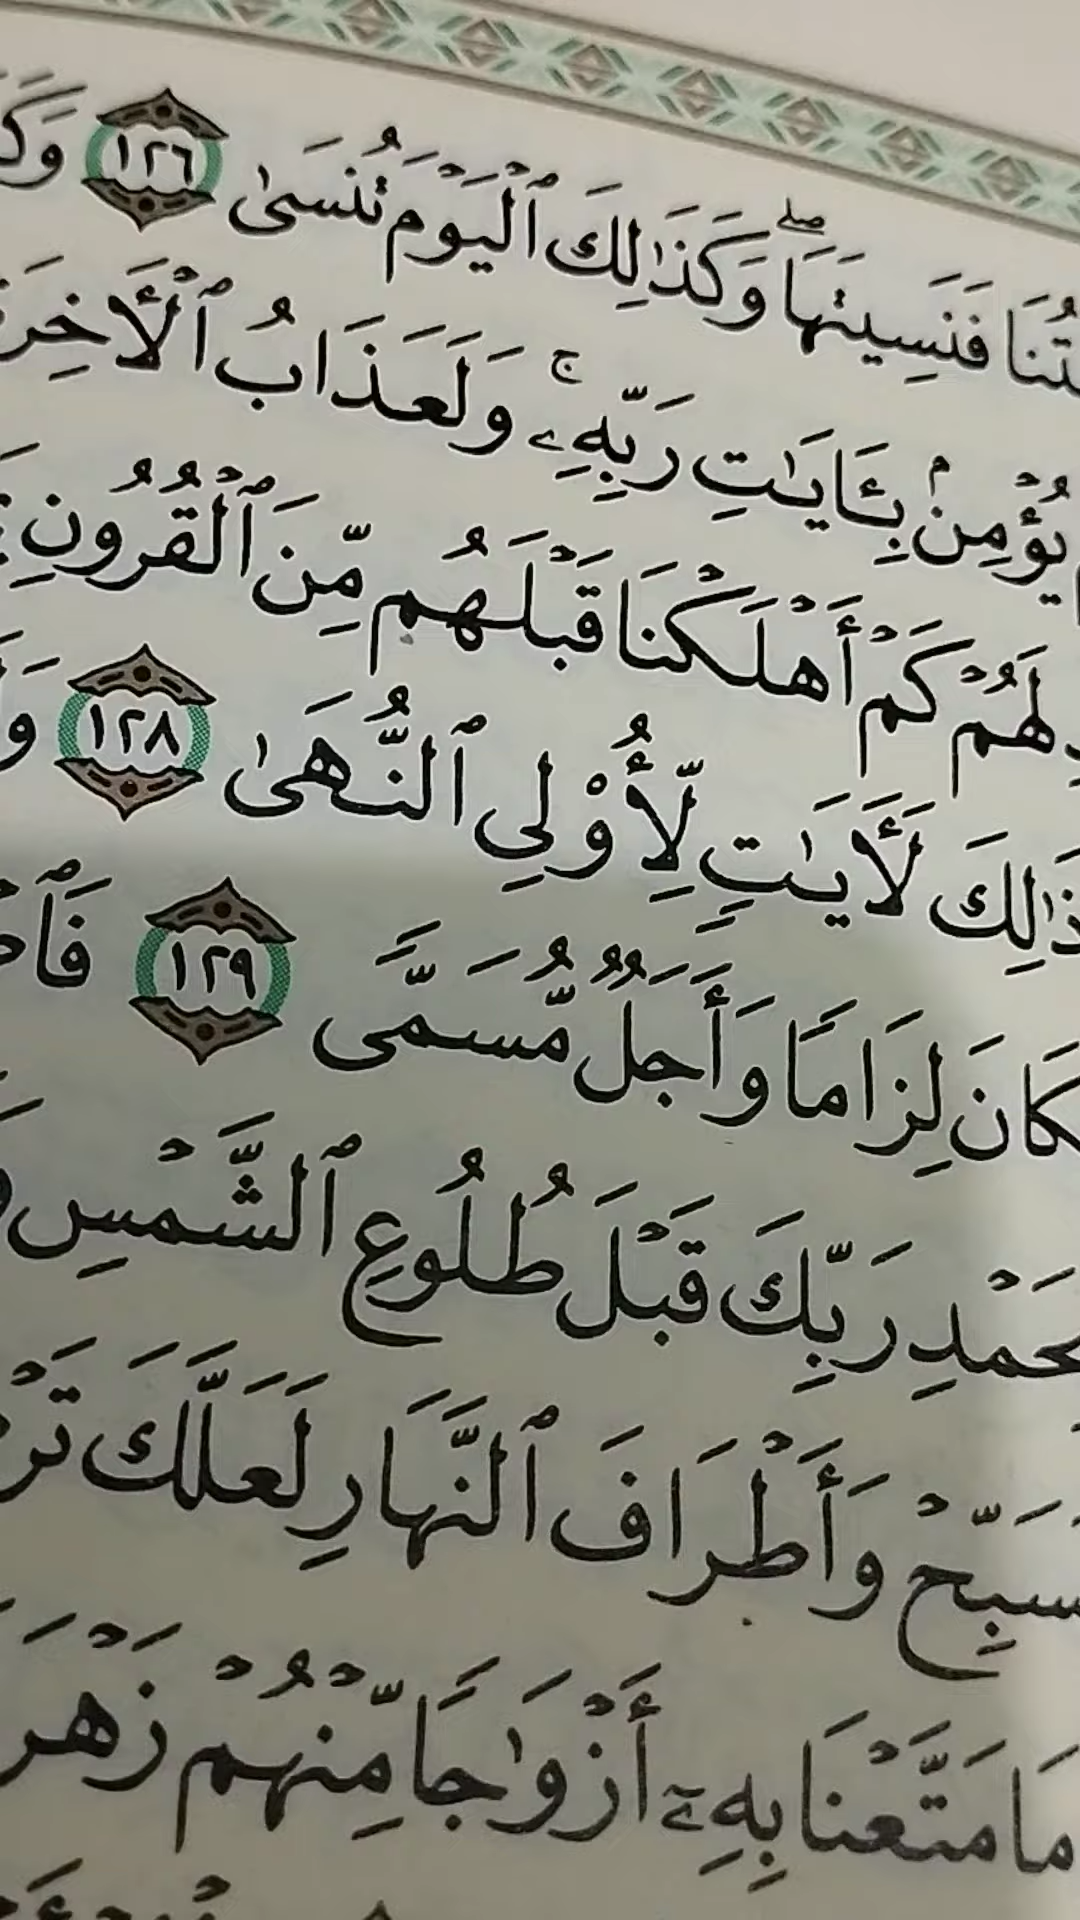 فَنَسِيتَهَا ۖ وَكَذَٰلِكَ ٱلْيَوْمَ تُنسَىٰ ١٢٦
يُؤْمِنۢ بِـَٔايَـٰتِ رَبِّهِۦ ۚ وَلَعَذَابُ ٱلْأَخِرَ
لَهُمْ كَمْ أَهْلَكْنَا قَبْلَهُم مِّنَ ٱلْقُرُونِ
ذَٰلِكَ لَأَيَـٰتٍ لِّأُو۟لِى ٱلنُّهَىٰ ١٢٨
كَانَ لِزَامًا وَأَجَلٌ مُّسَمًّى ١٢٩
حَمْدِ رَبِّكَ قَبْلَ طُلُوعِ ٱلشَّمْسِ
سَبِّحْ وَأَطْرَافَ ٱلنَّهَارِ لَعَلَّكَ تَرْ
مَا مَتَّعْنَا بِهِۦٓ أَزْوَٰجًا مِّنْهُمْ زَهْرَ